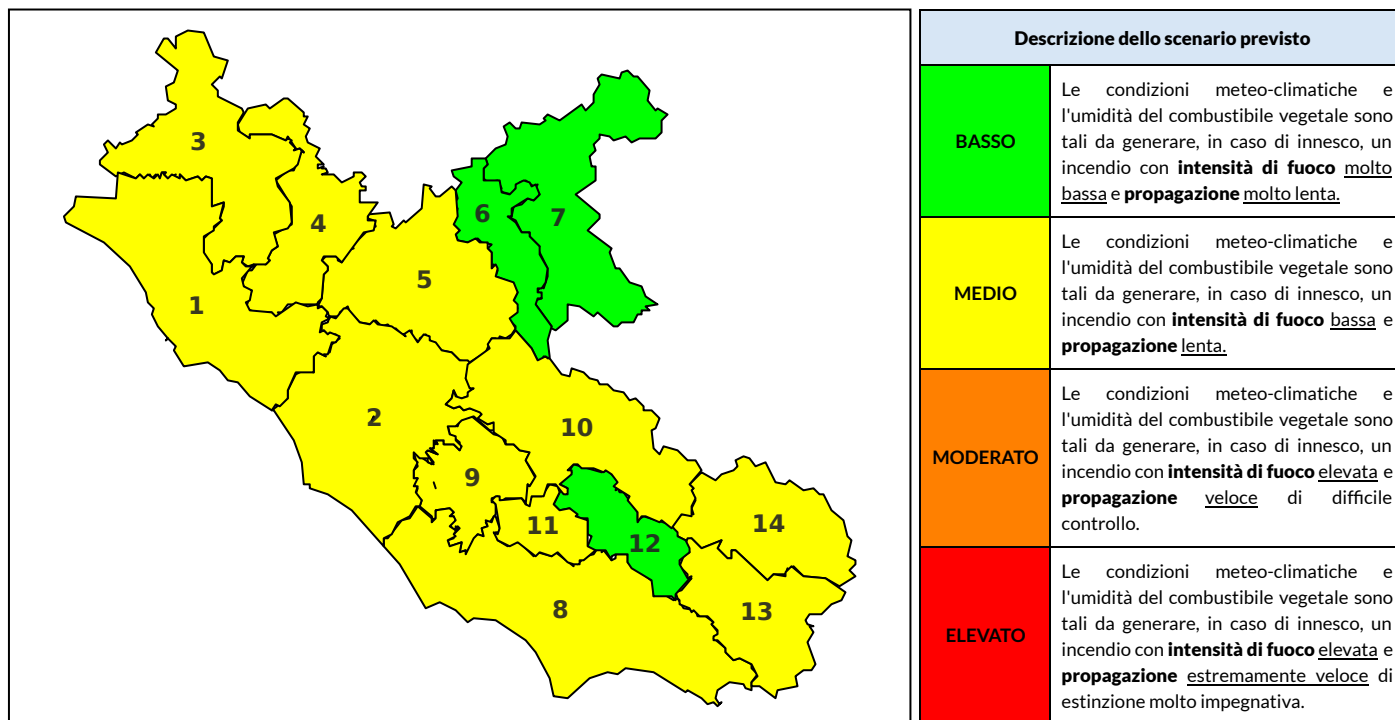 3
4
6
7
5
1
2
10
9
11
14
12
8
13
Descrizione dello scenario previsto
BASSO
Le condizioni meteo-climatiche e
l'umidità del combustibile vegetale sono
tali da generare, in caso di innesco, un
incendio con intensità di fuoco molto
bassa e propagazione molto lenta.
MEDIO
Le condizioni meteo-climatiche e
l'umidità del combustibile vegetale sono
tali da generare, in caso di innesco, un
incendio con intensità di fuoco bassa e
propagazione lenta.
MODERATO
Le condizioni meteo-climatiche e
l'umidità del combustibile vegetale sono
tali da generare, in caso di innesco, un
incendio con intensità di fuoco elevata e
propagazione veloce di difficile
controllo.
ELEVATO
Le condizioni meteo-climatiche e
l'umidità del combustibile vegetale sono
tali da generare, in caso di innesco, un
incendio con intensità di fuoco elevata e
propagazione estremamente veloce di
estinzione molto impegnativa.